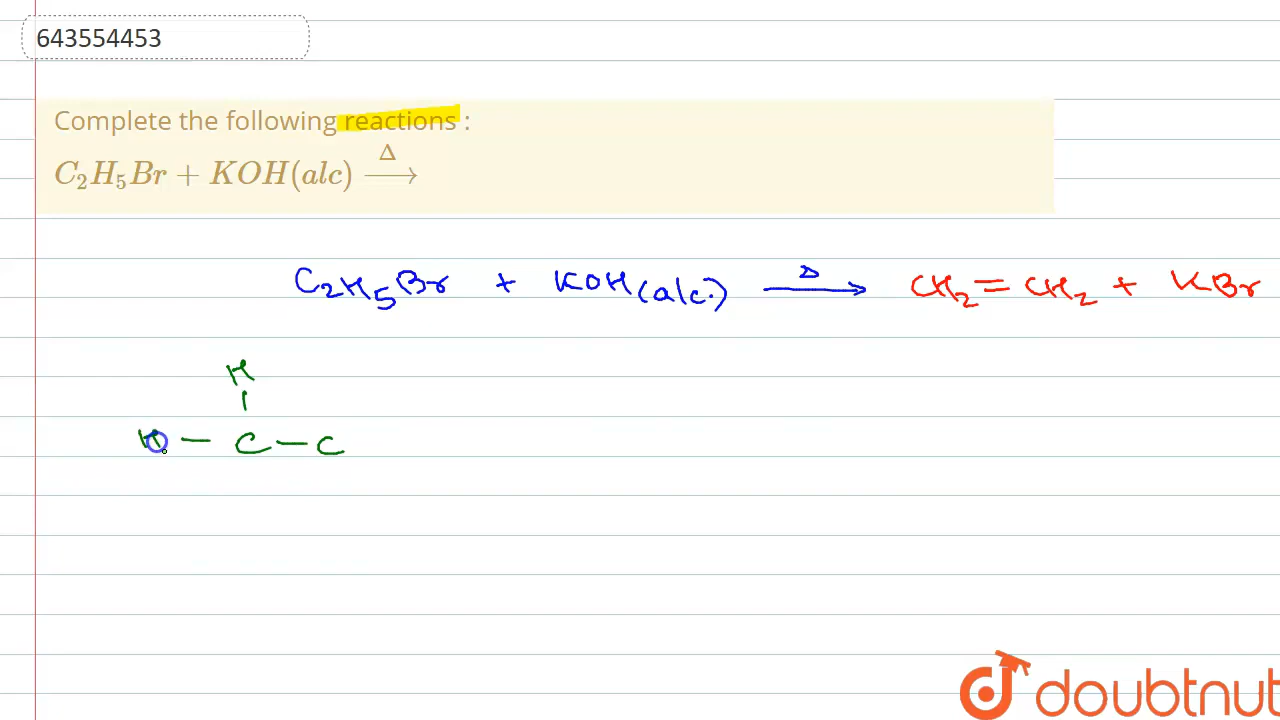 643554453
Complete the following reactions :
C₂H₅Br + KOH(alc) —Δ→
C₂H₅Br + KOH(alc.) —Δ→ CH₂=CH₂ + KBr
H
|
H — C — C
doubtnut